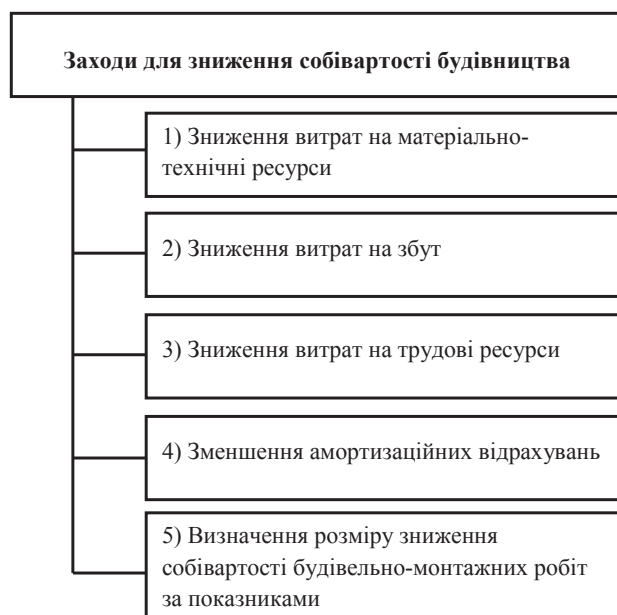 Заходи для зниження собівартості будівництва
1) Зниження витрат на матеріально-
технічні ресурси
2) Зниження витрат на збут
3) Зниження витрат на трудові ресурси
4) Зменшення амортизаційних відрахувань
5) Визначення розміру зниження
собівартості будівельно-монтажних робіт
за показниками